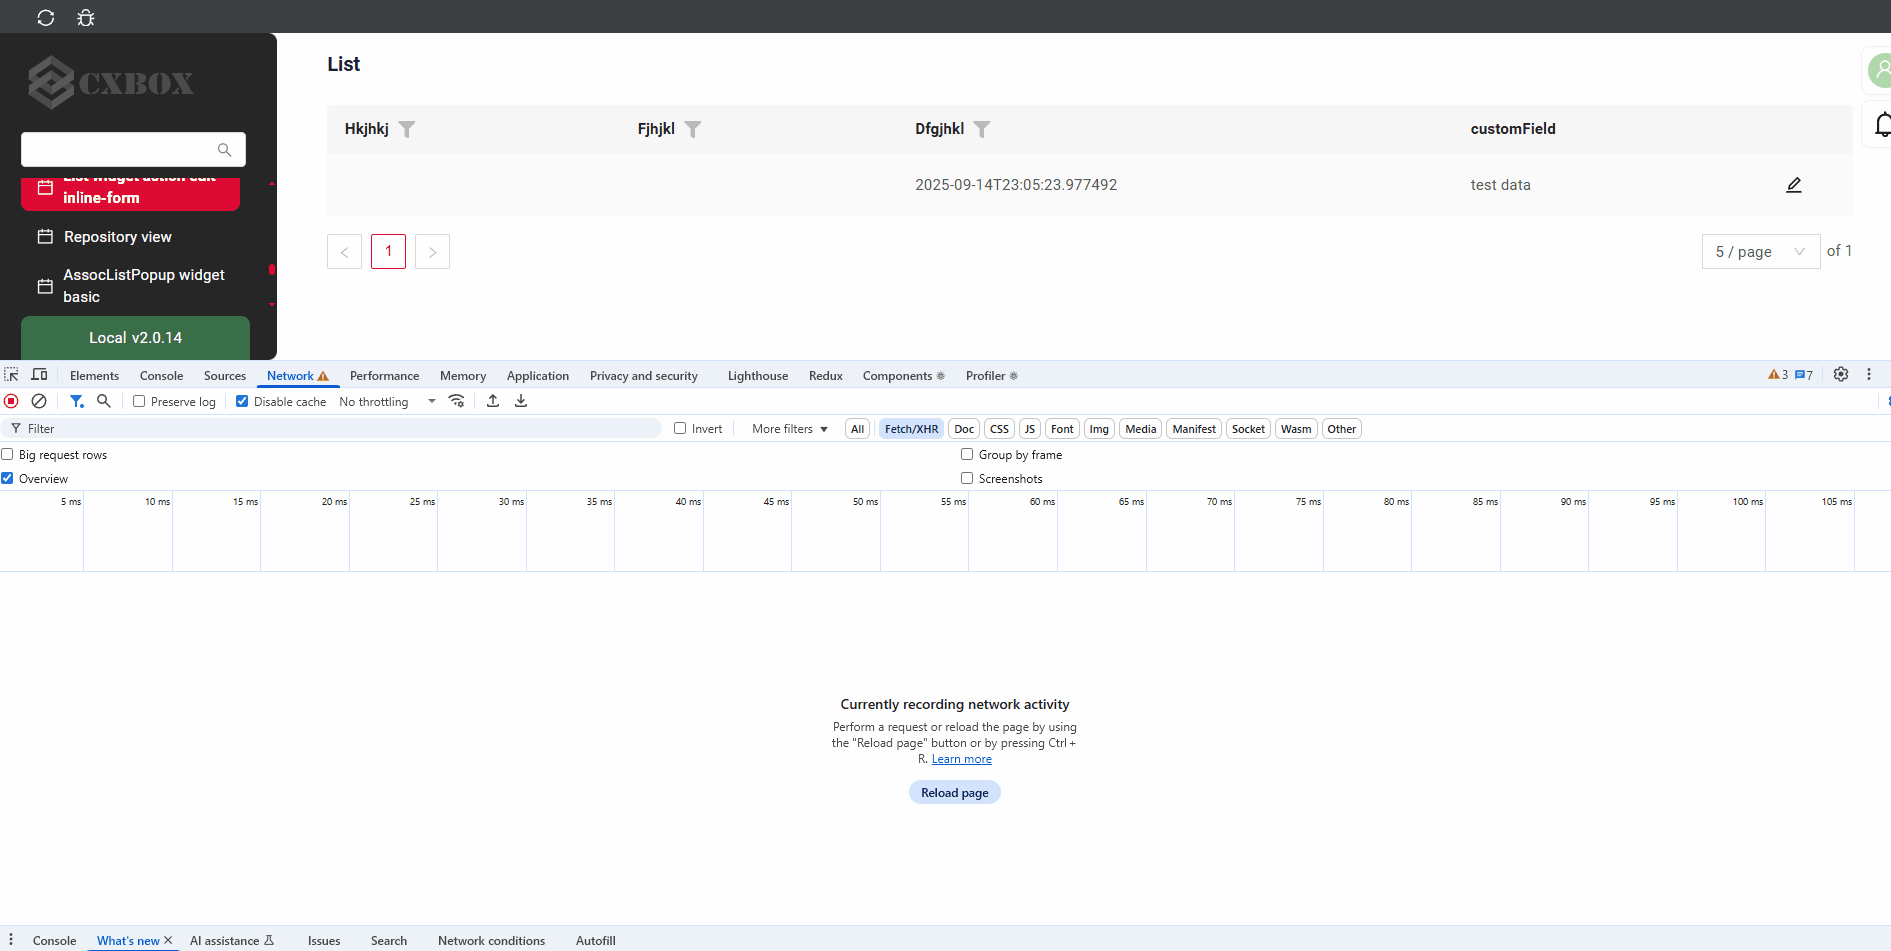 CXBOX
List widget action edit
inline-form
Repository view
AssocListPopup widget
basic
Local v2.0.14
List
Hkjhkj Fjhjkl Dfgjhkl customField
2025-09-14T23:05:23.977492 test data
< 1 > 5 / page of 1
Elements Console Sources Network Performance Memory Application Privacy and security Lighthouse Redux Components Profiler 3 7
Preserve log Disable cache No throttling
Filter Invert More filters All Fetch/XHR Doc CSS JS Font Img Media Manifest Socket Wasm Other
Big request rows Group by frame
Overview Screenshots
5 ms 10 ms 15 ms 20 ms 25 ms 30 ms 35 ms 40 ms 45 ms 50 ms 55 ms 60 ms 65 ms 70 ms 75 ms 80 ms 85 ms 90 ms 95 ms 100 ms 105 ms
Currently recording network activity
Perform a request or reload the page by using
the "Reload page" button or by pressing Ctrl +
R. Learn more
Reload page
Console What's new AI assistance Issues Search Network conditions Autofill